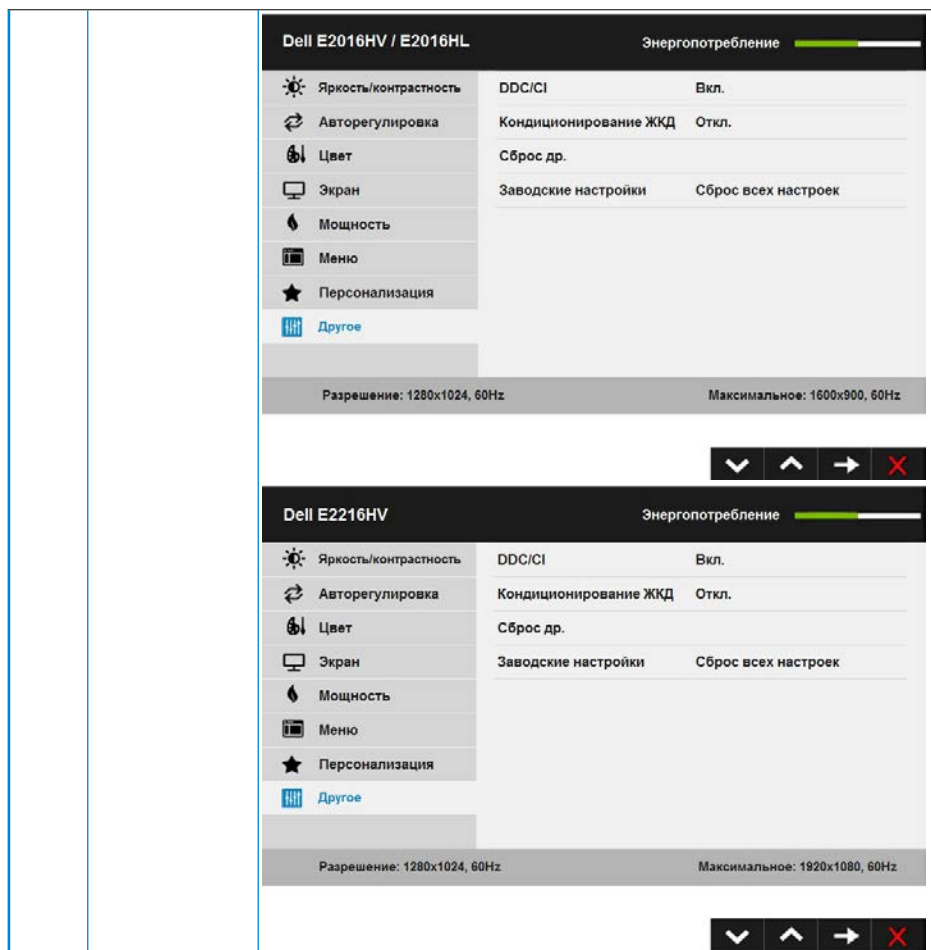 Dell E2016HV / E2016HL Энергопотребление
Яркость/контрастность DDC/CI Вкл.
Авторегулировка Кондиционирование ЖКД Откл.
Цвет Сброс др.
Экран Заводские настройки Сброс всех настроек
Мощность
Меню
Персонализация
Другое
Разрешение: 1280x1024, 60Hz Максимальное: 1600x900, 60Hz
Dell E2216HV Энергопотребление
Яркость/контрастность DDC/CI Вкл.
Авторегулировка Кондиционирование ЖКД Откл.
Цвет Сброс др.
Экран Заводские настройки Сброс всех настроек
Мощность
Меню
Персонализация
Другое
Разрешение: 1280x1024, 60Hz Максимальное: 1920x1080, 60Hz